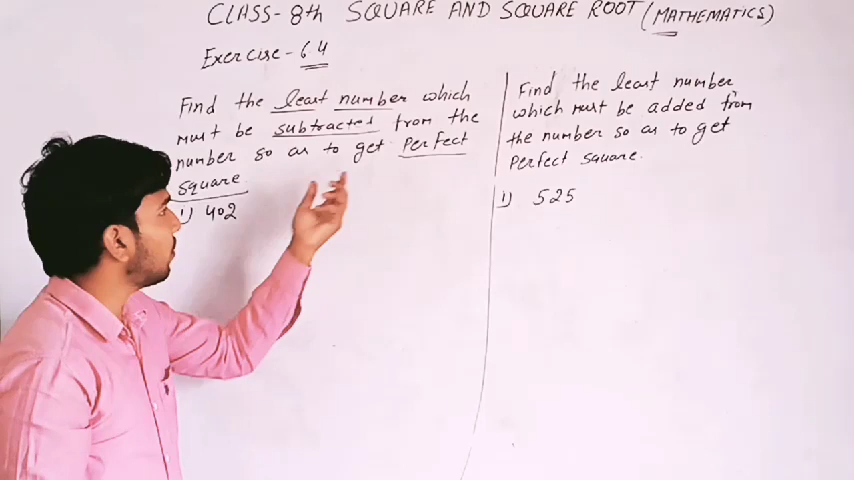 CLASS-8th SQUARE AND SQUARE ROOT (MATHEMATICS)
Exercise-6.4
Find the least number which
must be subtracted from the
number so as to get Perfect
square
i) 402
Find the least number
which must be added from
the number so as to get
Perfect square.
i) 525